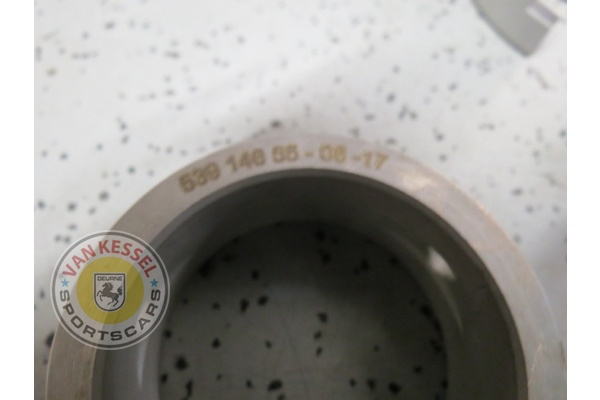 539 146 55 - 06 -17
VAN KESSEL
DEURNE
SPORTSCARS